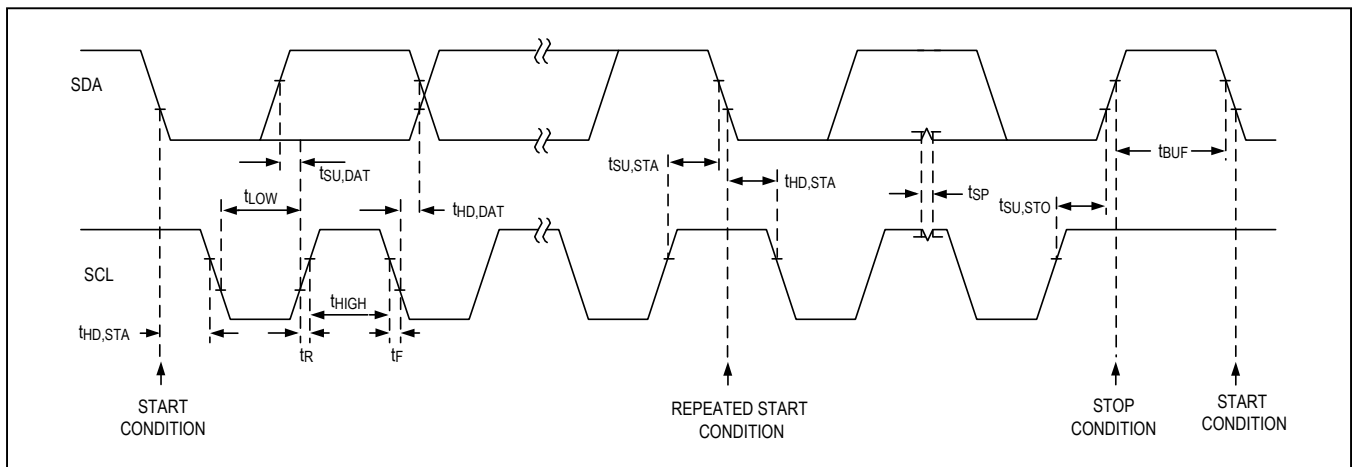 SDA
tSU,DAT
tLOW
tHD,DAT
tSU,STA
tHD,STA
tSP
tSU,STO
tBUF
SCL
tHIGH
tHD,STA
tR
tF
START
CONDITION
REPEATED START
CONDITION
STOP
CONDITION
START
CONDITION